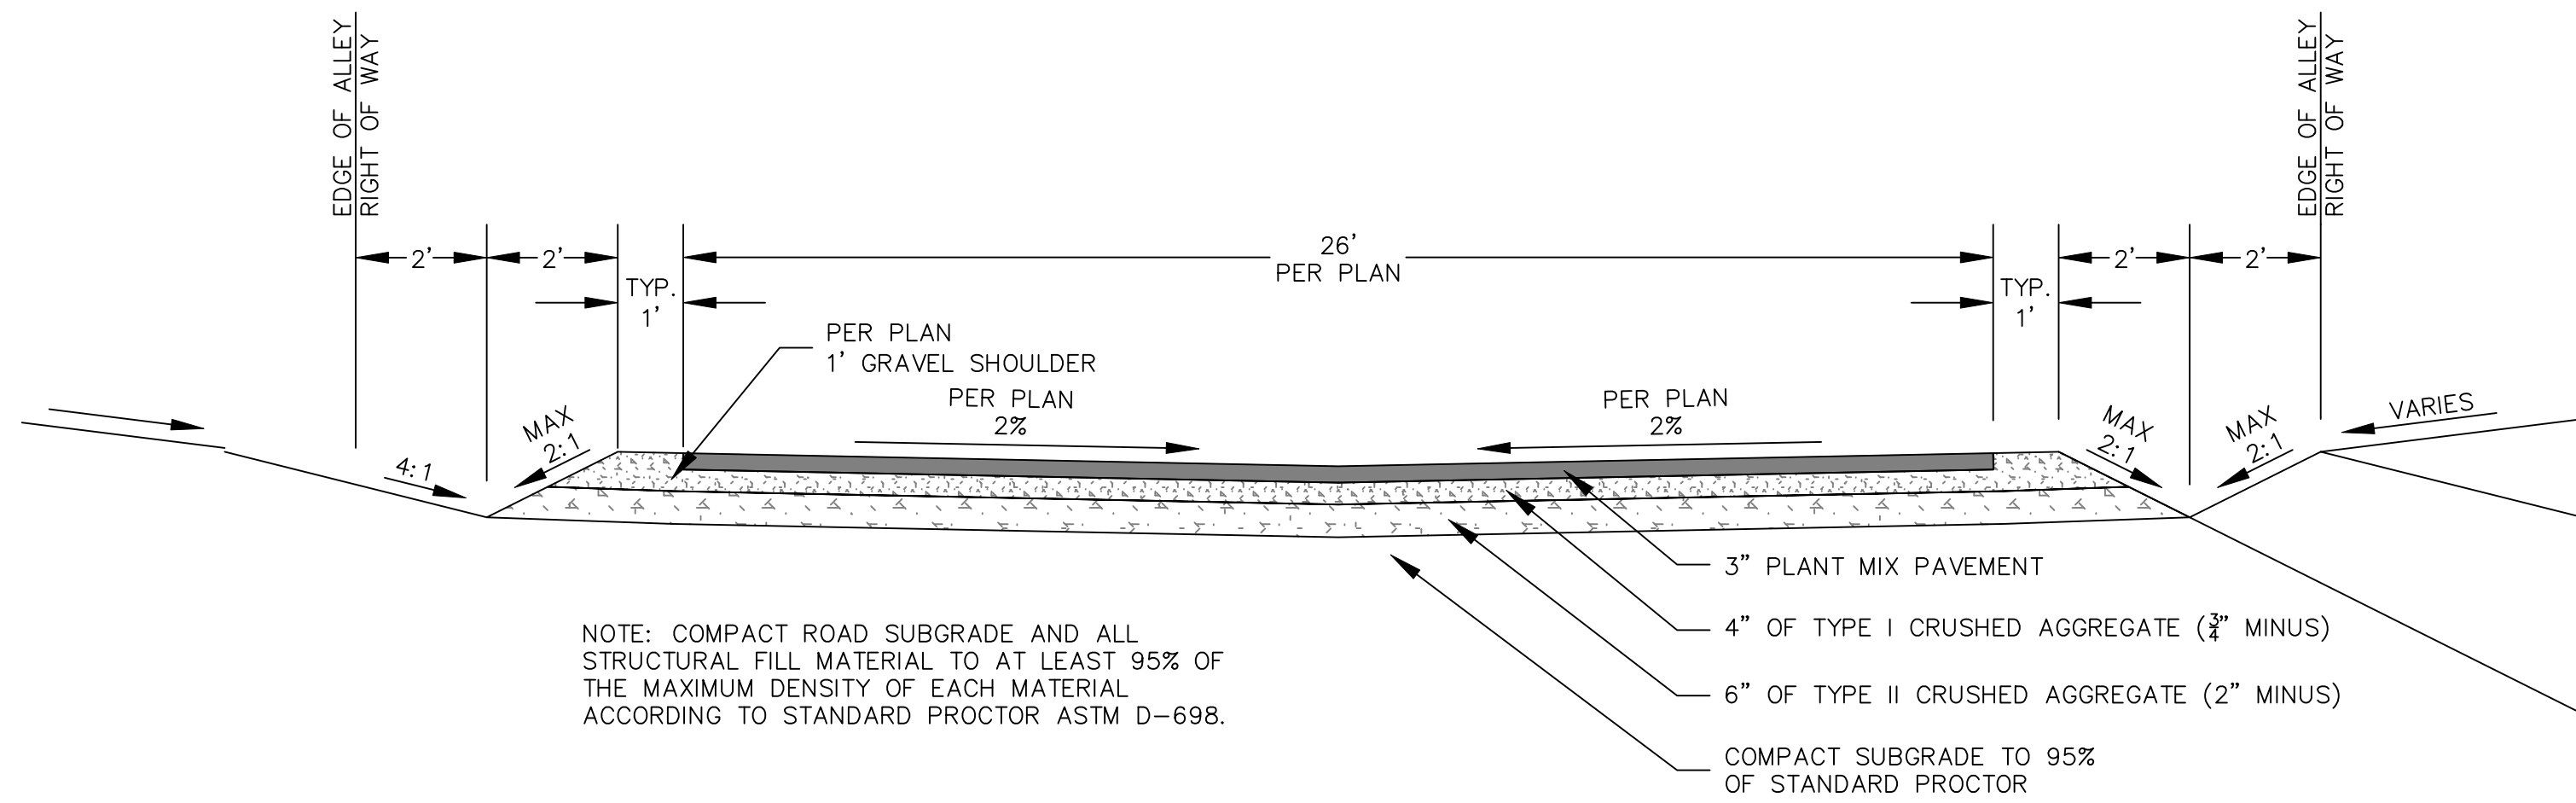 EDGE OF ALLEY
RIGHT OF WAY
EDGE OF ALLEY
RIGHT OF WAY
2’
2’
26’
PER PLAN
2’
2’
TYP.
1’
TYP.
1’
PER PLAN
1’ GRAVEL SHOULDER
PER PLAN
2%
PER PLAN
2%
MAX
2:1
4:1
MAX
2:1
MAX
2:1
VARIES
3” PLANT MIX PAVEMENT
4” OF TYPE I CRUSHED AGGREGATE (¾” MINUS)
6” OF TYPE II CRUSHED AGGREGATE (2” MINUS)
COMPACT SUBGRADE TO 95%
OF STANDARD PROCTOR
NOTE: COMPACT ROAD SUBGRADE AND ALL
STRUCTURAL FILL MATERIAL TO AT LEAST 95% OF
THE MAXIMUM DENSITY OF EACH MATERIAL
ACCORDING TO STANDARD PROCTOR ASTM D-698.